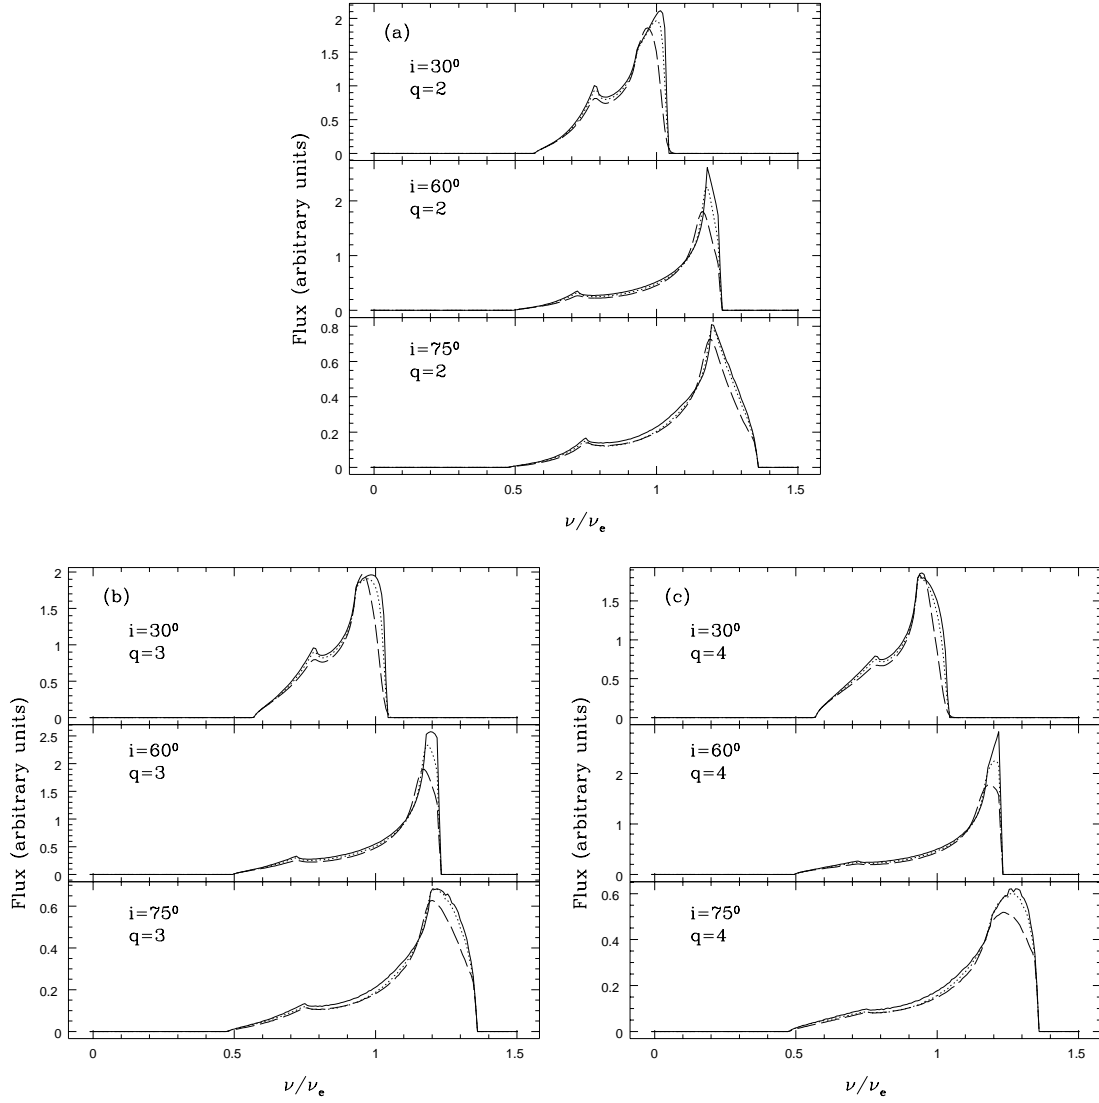 (a)
i=30⁰
q=2
2
1.5
1
0.5
0
i=60⁰
q=2
2
1
0
i=75⁰
q=2
0.8
0.6
0.4
0.2
0
Flux (arbitrary units)
0 0.5 1 1.5
ν/νₑ
(b)
i=30⁰
q=3
2
1.5
1
0.5
0
i=60⁰
q=3
2.5
2
1.5
1
0.5
0
i=75⁰
q=3
0.6
0.4
0.2
0
Flux (arbitrary units)
0 0.5 1 1.5
ν/νₑ
(c)
i=30⁰
q=4
1.5
1
0.5
0
i=60⁰
q=4
2
1
0
i=75⁰
q=4
0.6
0.4
0.2
0
Flux (arbitrary units)
0 0.5 1 1.5
ν/νₑ